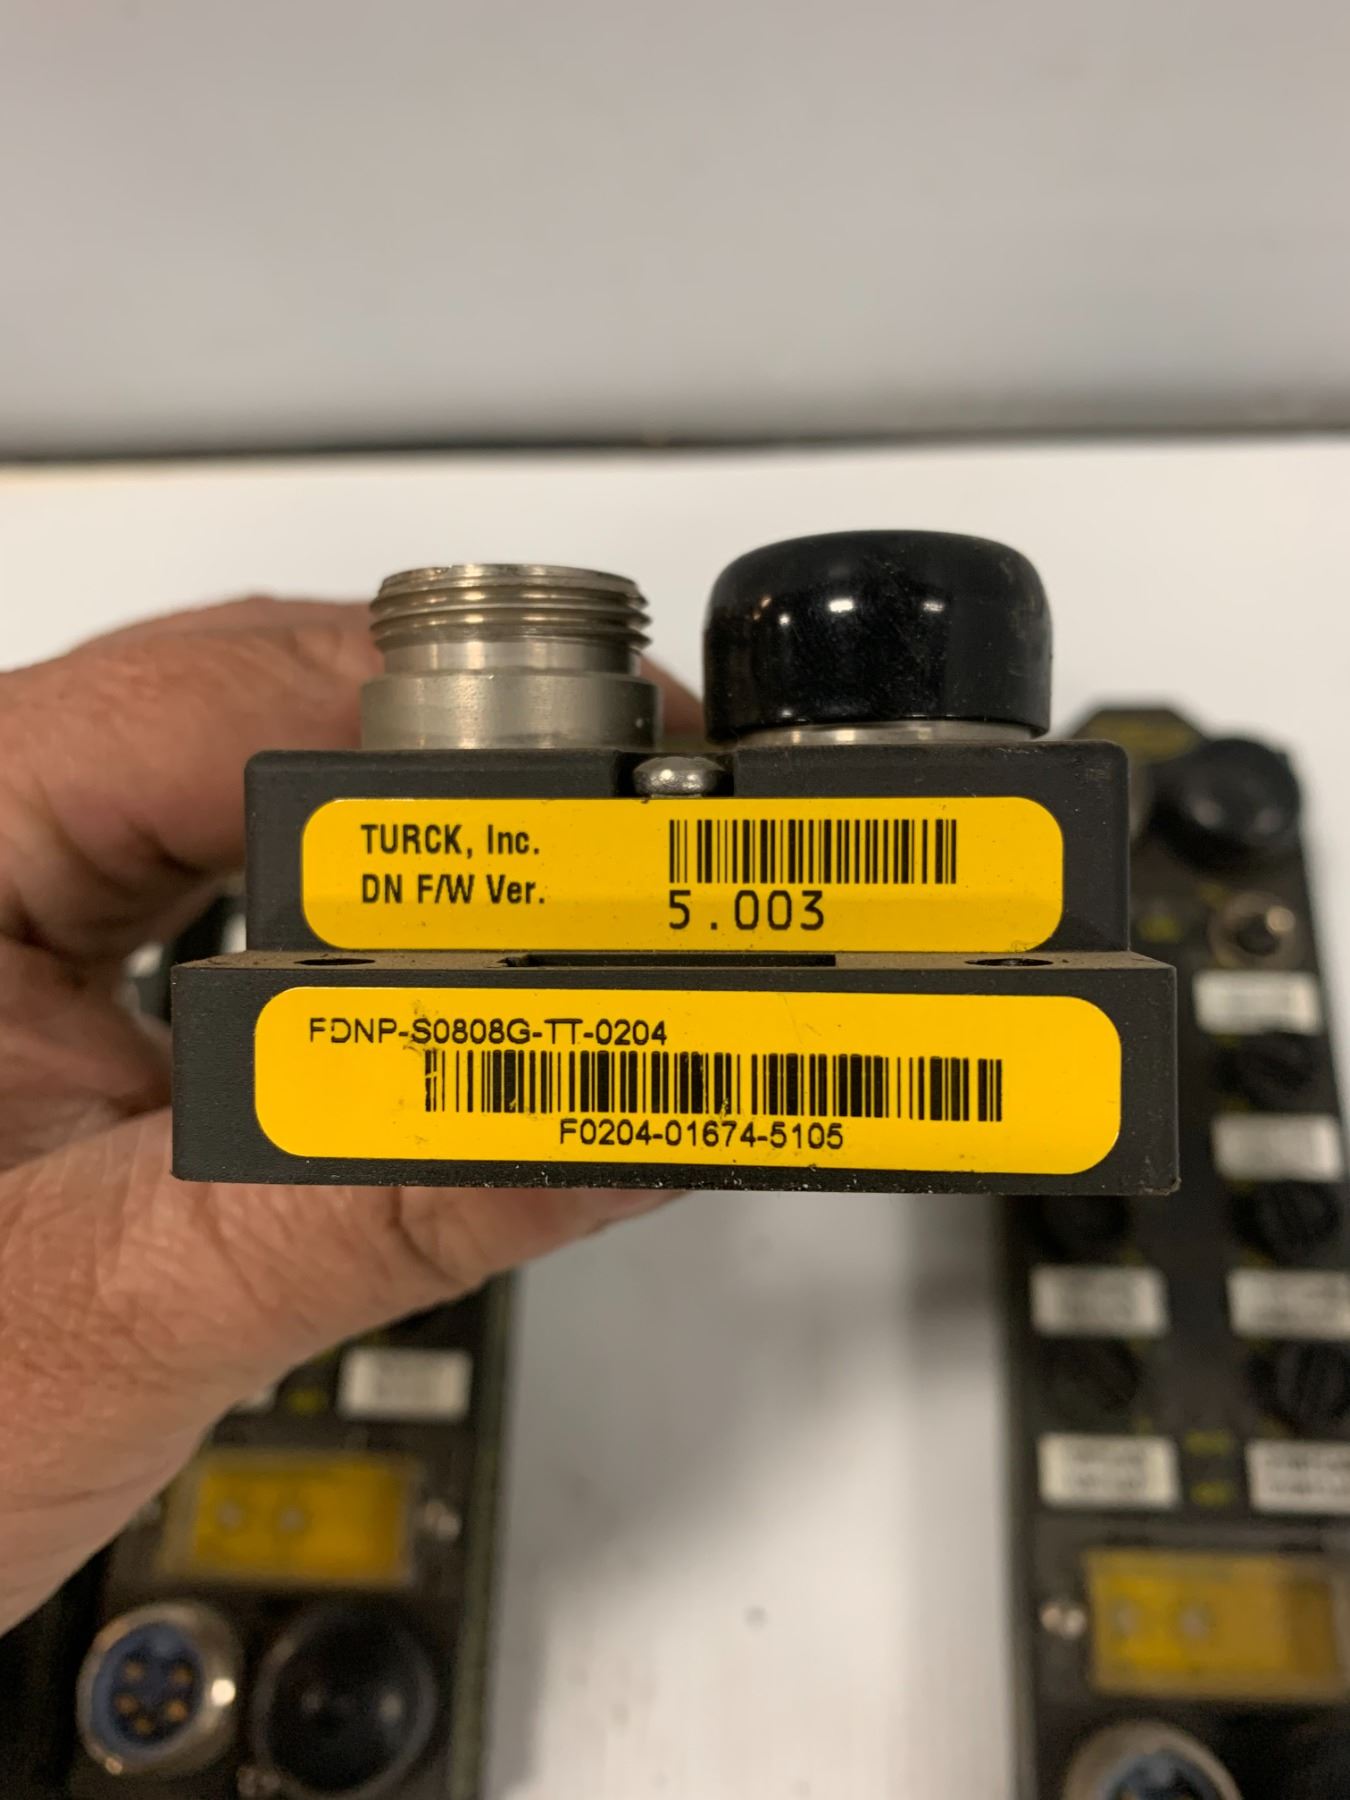 TURCK, Inc.
DN F/W Ver.
5.003
FDNP-S0808G-TT-0204
F0204-01674-5105